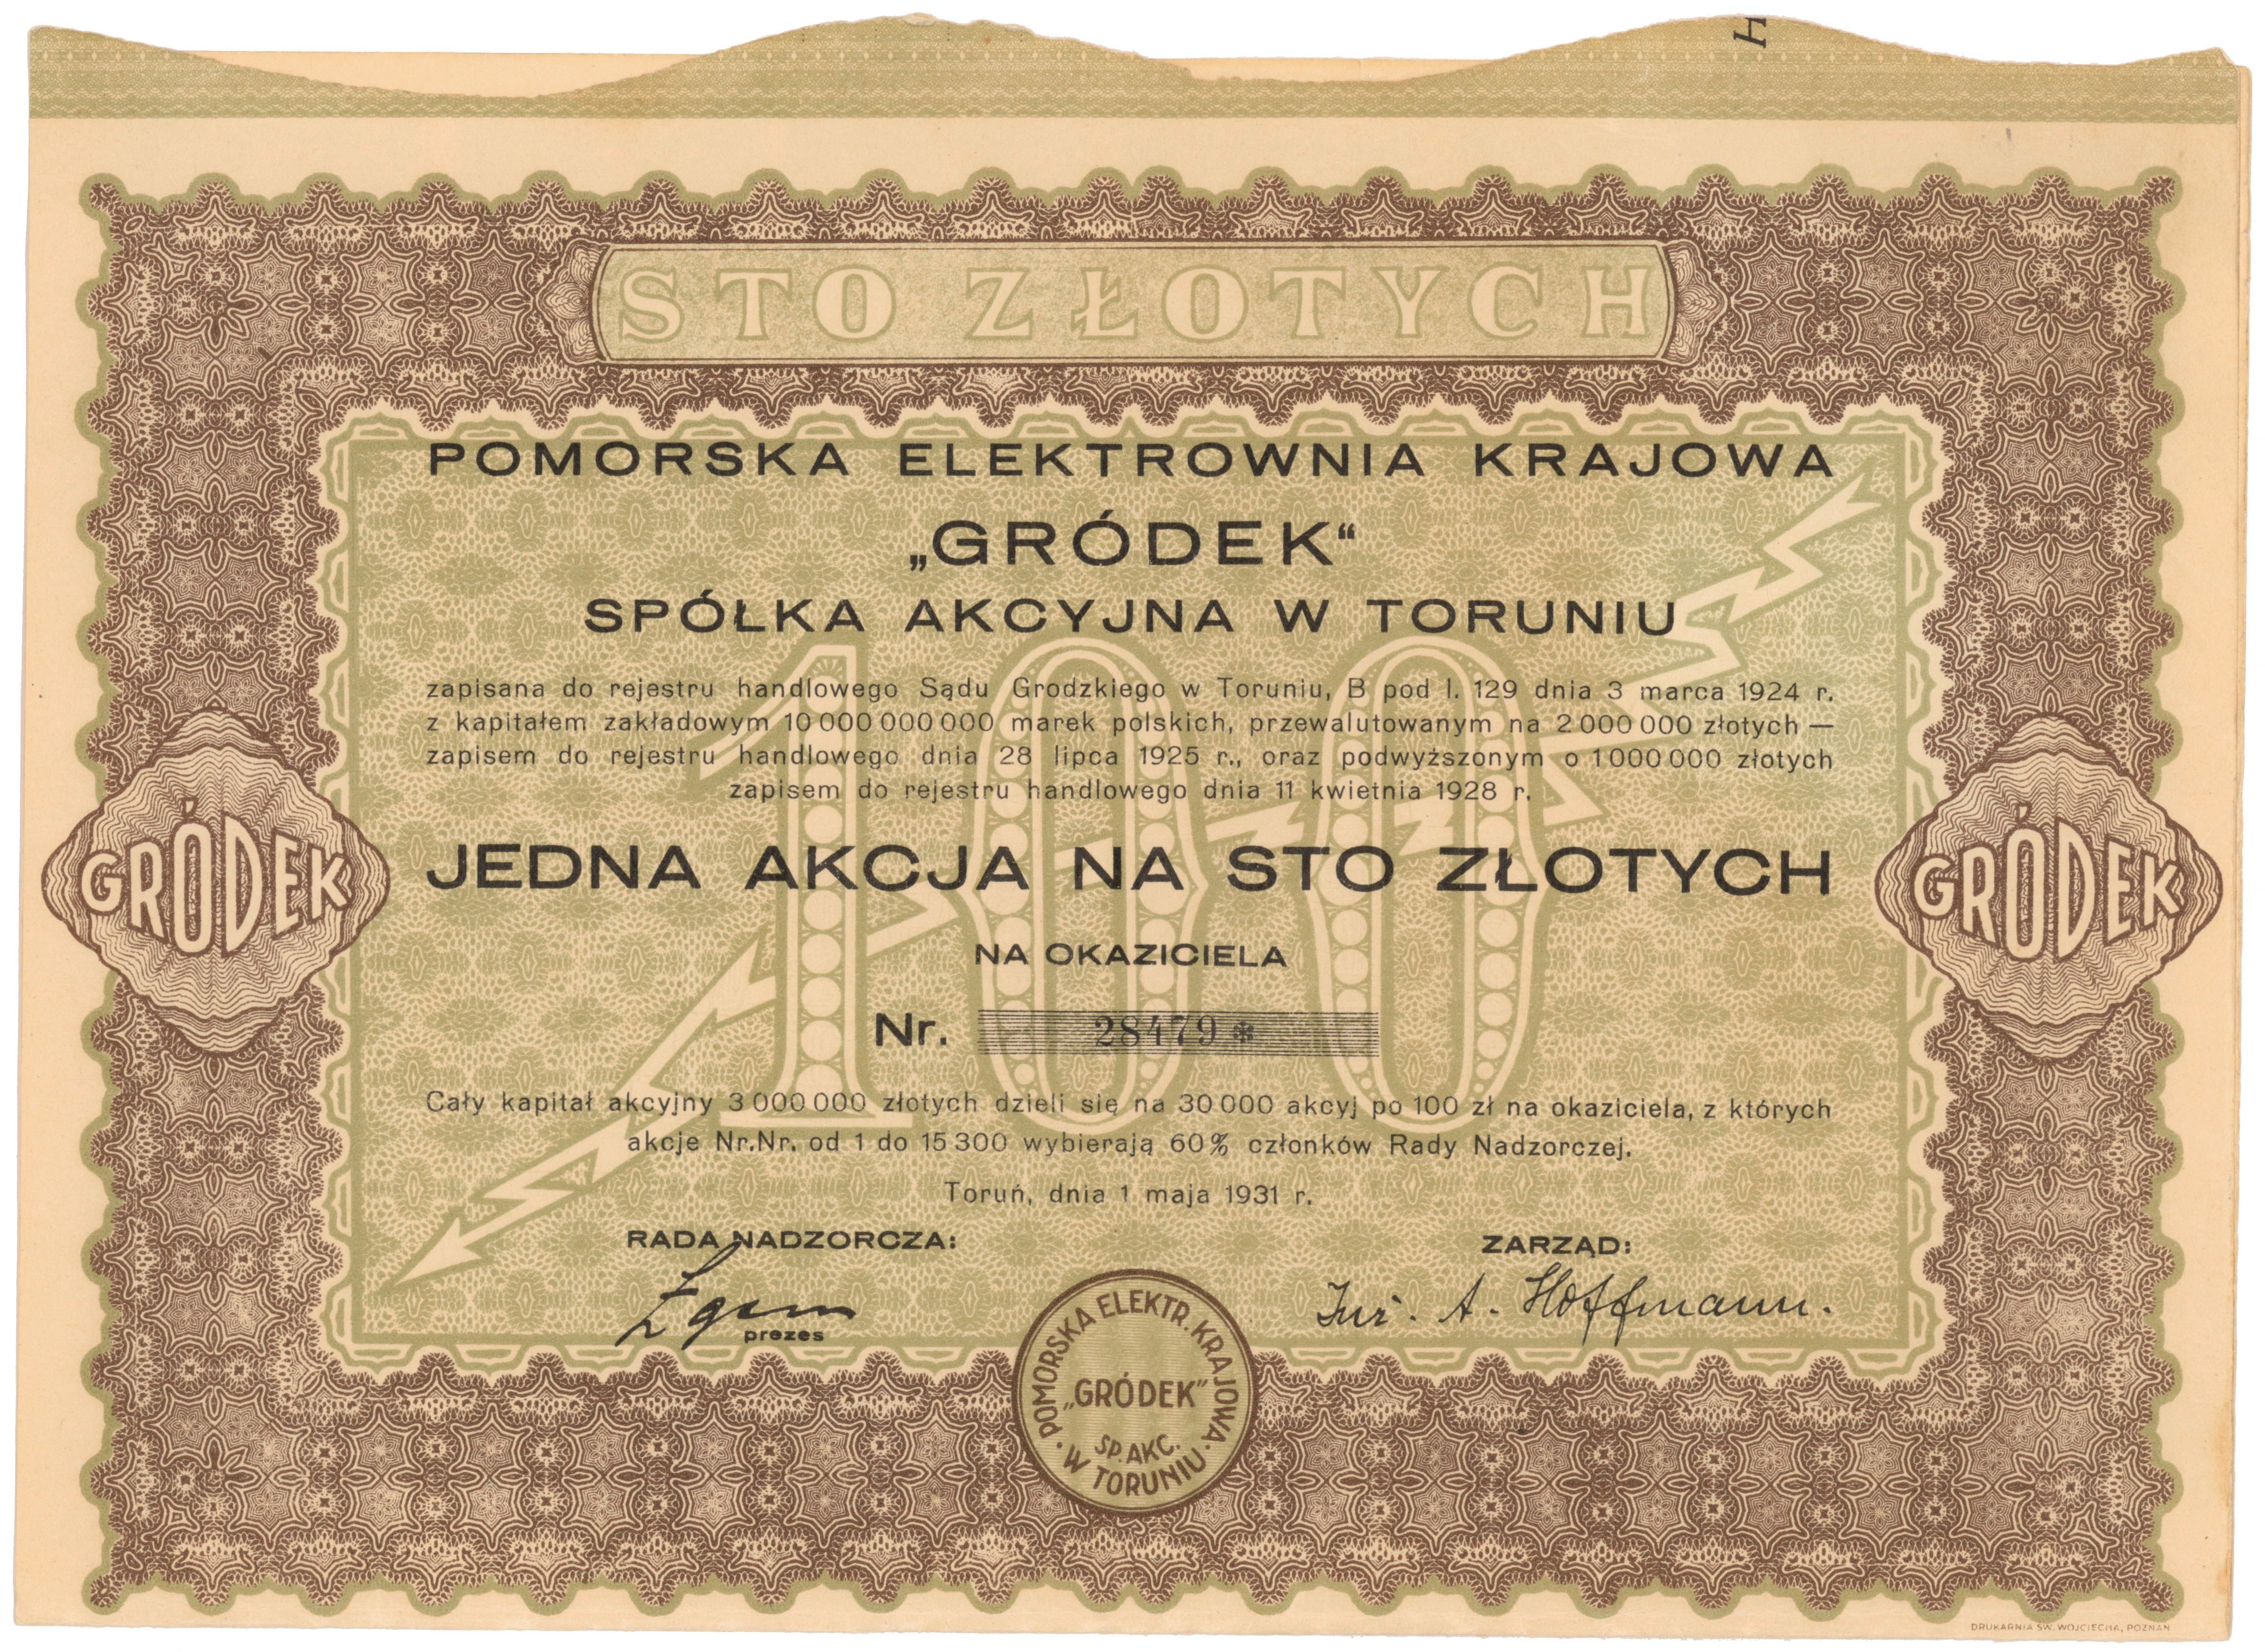 H
STO ZŁOTYCH
POMORSKA ELEKTROWNIA KRAJOWA
„GRÓDEK“
SPÓŁKA AKCYJNA W TORUNIU
zapisana do rejestru handlowego Sądu Grodzkiego w Toruniu, B pod l. 129 dnia 3 marca 1924 r.
z kapitałem zakładowym 10 000 000 000 marek polskich, przewalutowanym na 2 000 000 złotych —
zapisem do rejestru handlowego dnia 28 lipca 1925 r., oraz podwyższonym o 1 000 000 złotych
zapisem do rejestru handlowego dnia 11 kwietnia 1928 r.
100
JEDNA AKCJA NA STO ZŁOTYCH
GRÓDEK
GRÓDEK
NA OKAZICIELA
Nr. 28479 *
Cały kapitał akcyjny 3 000 000 złotych dzieli się na 30 000 akcyj po 100 zł na okaziciela, z których
akcje Nr.Nr. od 1 do 15 300 wybierają 60% członków Rady Nadzorczej.
Toruń, dnia 1 maja 1931 r.
RADA NADZORCZA:
ZARZĄD:
prezes
Inż. A. Hoffmann.
POMORSKA ELEKTR. KRAJOWA
„GRÓDEK”
SP. AKC.
W TORUNIU
DRUKARNIA ŚW. WOJCIECHA, POZNAŃ